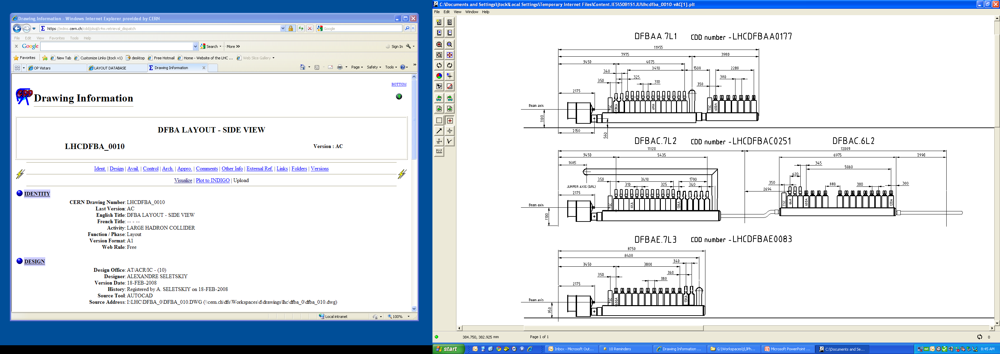 Drawing Information - Windows Internet Explorer provided by CERN
https://edms.cern.ch/cdd/plsql/c4w.retrieval_dispatch
Google
File Edit View Favorites Tools Help
x Google Search More »
Sign In
Favorites New Tab Customize Links (jtock v1) desktop Free Hotmail Home - Website of the LHC ... Web Slice Gallery
OP Vistars LAYOUT DATABASE Drawing Information x Page Safety Tools »
BOTTOM
CDD
Drawing Information
DFBA LAYOUT - SIDE VIEW
LHCDFBA_0010 Version : AC
Ident. | Design | Avail. | Control | Arch. | Appro. | Comments | Other Info | External Ref. | Links | Folders | Versions
Visualize | Plot to INDIGO | Upload
IDENTITY
CERN Drawing Number: LHCDFBA_0010
Last Version: AC
English Title: DFBA LAYOUT - SIDE VIEW
French Title: -- - --
Activity: LARGE HADRON COLLIDER
Function / Phase: Layout
Version Format: A1
Web Rule: Free
DESIGN
Design Office: AT/ACR/IC - (10)
Designer: ALEXANDRE SELETSKIY
Version Date: 18-FEB-2008
History: Registered by A. SELETSKIY on 18-FEB-2008
Source Tool: AUTOCAD
Source Address: I:\LHC\DFBA_0\DFBA_010.DWG (\\cern.ch\dfs\Workspaces\d\drawings\lhc\dfba_0\dfba_010.dwg)
Local intranet 100%
C:\Documents and Settings\jtock\Local Settings\Temporary Internet Files\Content.IE5\50B1S1JU\lhcdfba_0010-vAC[1].plt
File Edit View Window Help
DFBAA.7L1 CDD number -LHCDFBAA0177
11955
7975 3980
3450 4075
340 3410 1500 2280
325 380
350 310 350
2175
Beam axis
TSC 13KA 6KA TSC 600A
1100
2150
560
DFBAC.7L2 CDD number -LHCDFBAC0251 DFBAC.6L2
11120 12009
3450 5435 6975 2990
1685 345
5060
620
350 3410 1700 350 880 380 300
310 325 340
JUMPER AXIS (QRL) 2694
2175
Beam axis
TSC 6KA 13KA TSC 6KA 600A 120A
1100
DFBAE.7L3 CDD number -LHCDFBAE0083
8750
8400
340
3450 3800
360
350 380
2175
Beam axis
TSC 600A 13KA
950
384.750, 382.925 mm Page 1 of 1 0
start Inbox - Microsoft Out... 10 Reminders Drawing Information ... G:\Workspaces\j\JPh... Microsoft PowerPoint ... C:\Documents and Se... 8:45 AM